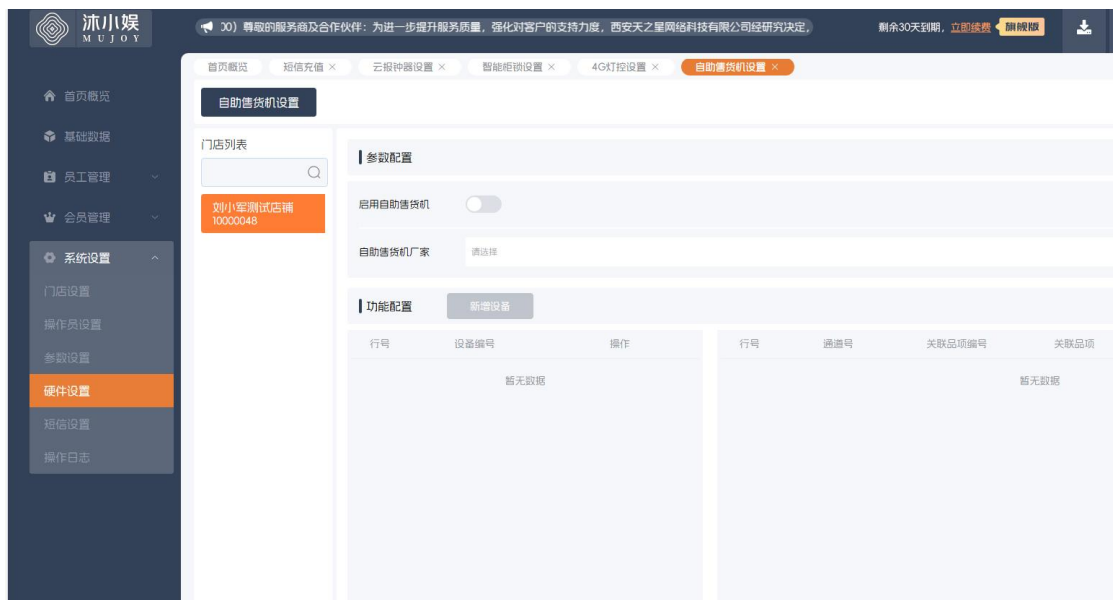 沐小娱
MUJOY
00）尊敬的服务商及合作伙伴：为进一步提升服务质量，强化对客户的支持力度，西安天之星网络科技有限公司经研究决定，
剩余30天到期，立即续费 旗舰版
首页概览 短信充值 × 云报钟器设置 × 智能柜锁设置 × 4G灯控设置 × 自助售货机设置 ×
首页概览
基础数据
员工管理
会员管理
系统设置
门店设置
操作员设置
参数设置
硬件设置
短信设置
操作日志
自助售货机设置
门店列表
刘小军测试店铺
10000048
参数配置
启用自助售货机
自助售货机厂家 请选择
功能配置 新增设备
行号 设备编号 操作
暂无数据
行号 通道号 关联品项编号 关联品项
暂无数据